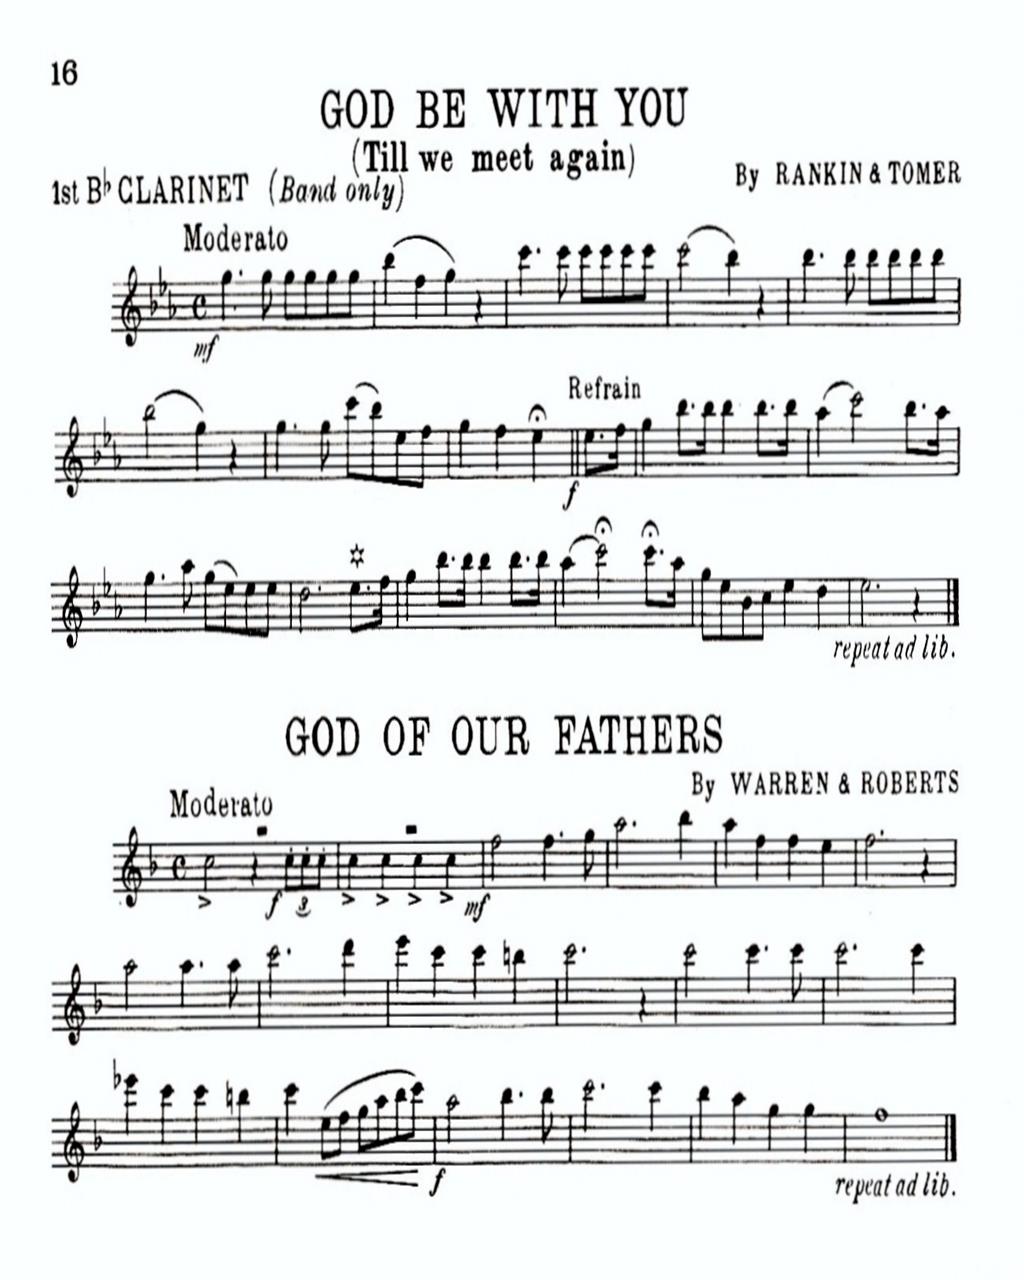 16
GOD BE WITH YOU
(Till we meet again)
1st B♭ CLARINET (Band only)
By RANKIN & TOMER
Moderato
mf
Refrain
f
repeat ad lib.
GOD OF OUR FATHERS
By WARREN & ROBERTS
Moderato
f 3 mf
f
repeat ad lib.